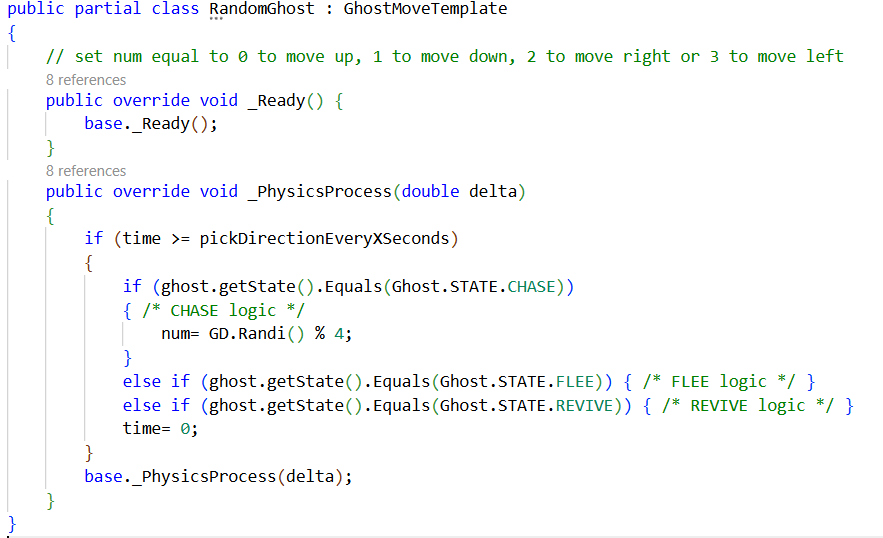 public partial class RandomGhost : GhostMoveTemplate
{
// set num equal to 0 to move up, 1 to move down, 2 to move right or 3 to move left
8 references
public override void _Ready() {
base._Ready();
}
8 references
public override void _PhysicsProcess(double delta)
{
if (time >= pickDirectionEveryXSeconds)
{
if (ghost.getState().Equals(Ghost.STATE.CHASE))
{ /* CHASE logic */
num= GD.Randi() % 4;
}
else if (ghost.getState().Equals(Ghost.STATE.FLEE)) { /* FLEE logic */ }
else if (ghost.getState().Equals(Ghost.STATE.REVIVE)) { /* REVIVE logic */ }
time= 0;
}
base._PhysicsProcess(delta);
}
}